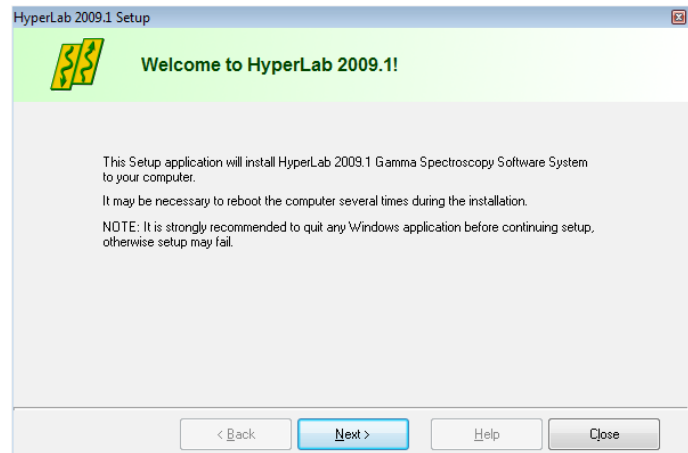 HyperLab 2009.1 Setup
Welcome to HyperLab 2009.1!
This Setup application will install HyperLab 2009.1 Gamma Spectroscopy Software System
to your computer.
It may be necessary to reboot the computer several times during the installation.
NOTE: It is strongly recommended to quit any Windows application before continuing setup,
otherwise setup may fail.
< Back Next > Help Close